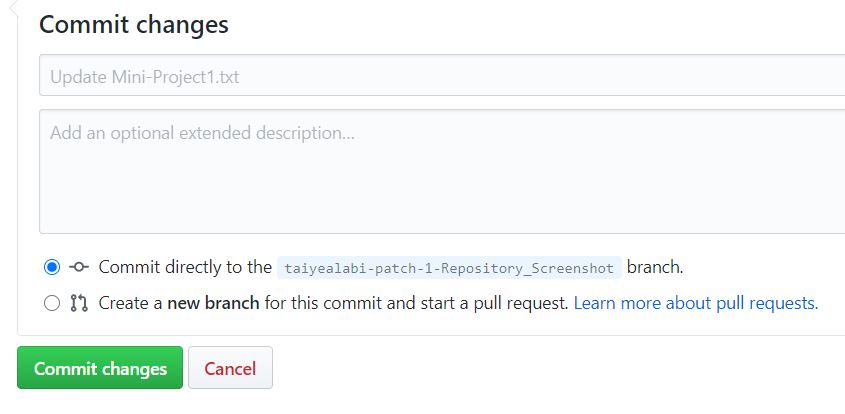 Commit changes
Update Mini-Project1.txt
Add an optional extended description...
Commit directly to the taiyealabi-patch-1-Repository_Screenshot branch.
Create a new branch for this commit and start a pull request. Learn more about pull requests.
Commit changes
Cancel